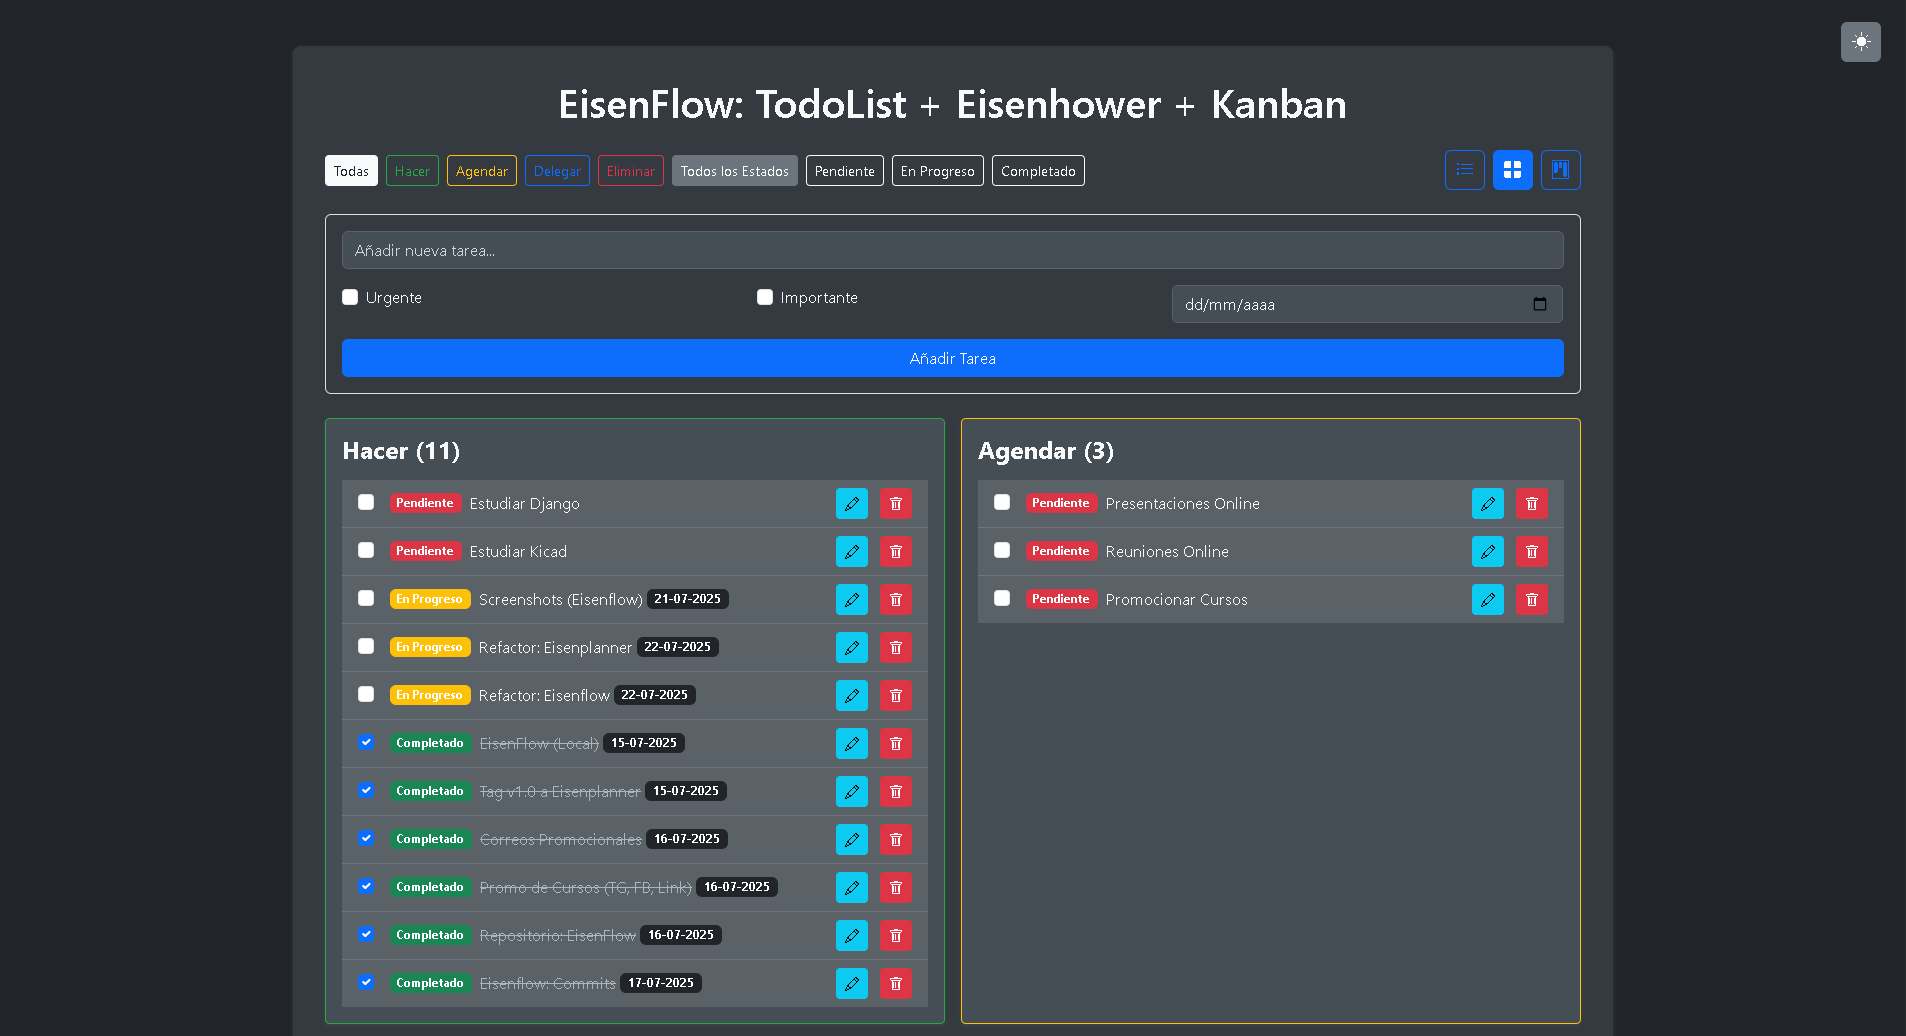 EisenFlow: TodoList + Eisenhower + Kanban
Todas Hacer Agendar Delegar Eliminar Todos los Estados Pendiente En Progreso Completado
Añadir nueva tarea...
Urgente Importante dd/mm/aaaa
Añadir Tarea
Hacer (11)
Pendiente Estudiar Django
Pendiente Estudiar Kicad
En Progreso Screenshots (Eisenflow) 21-07-2025
En Progreso Refactor: Eisenplanner 22-07-2025
En Progreso Refactor: Eisenflow 22-07-2025
Completado EisenFlow (Local) 15-07-2025
Completado Tag v1.0 a Eisenplanner 15-07-2025
Completado Correos Promocionales 16-07-2025
Completado Promo de Cursos (TG, FB, Link) 16-07-2025
Completado Repositorio: EisenFlow 16-07-2025
Completado Eisenflow: Commits 17-07-2025
Agendar (3)
Pendiente Presentaciones Online
Pendiente Reuniones Online
Pendiente Promocionar Cursos